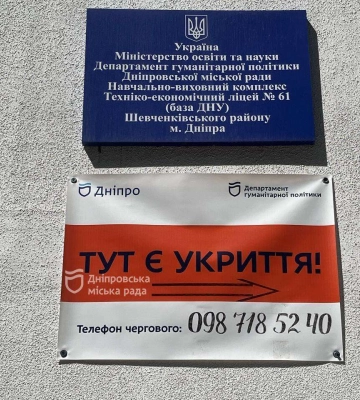 Україна
Міністерство освіти та науки
Департамент гуманітарної політики
Дніпровської міської ради
Навчально-виховний комплекс
Техніко-економічний ліцей № 61
(база ДНУ)
Шевченківського району
м. Дніпра
Дніпро
Департамент
гуманітарної політики
ТУТ Є УКРИТТЯ!
Дніпровська
міська рада
Телефон чергового: 098 718 52 40